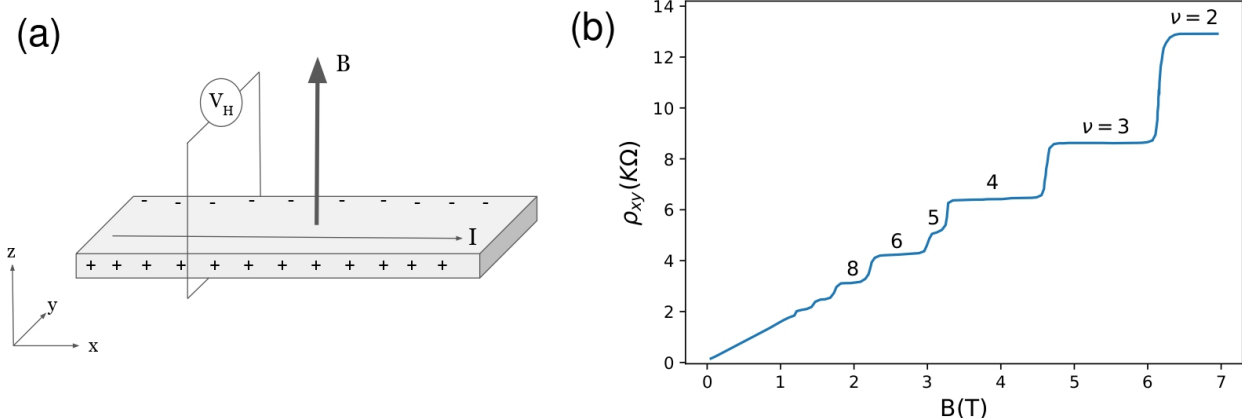 (a)
B
V_H
- - - - - - - - -
I
+ + + + + + + + + + +
z
y
x
(b)
14
12
10
8
6
4
2
0
ρ_xy(KΩ)
ν = 2
ν = 3
4
5
6
8
0 1 2 3 4 5 6 7
B(T)